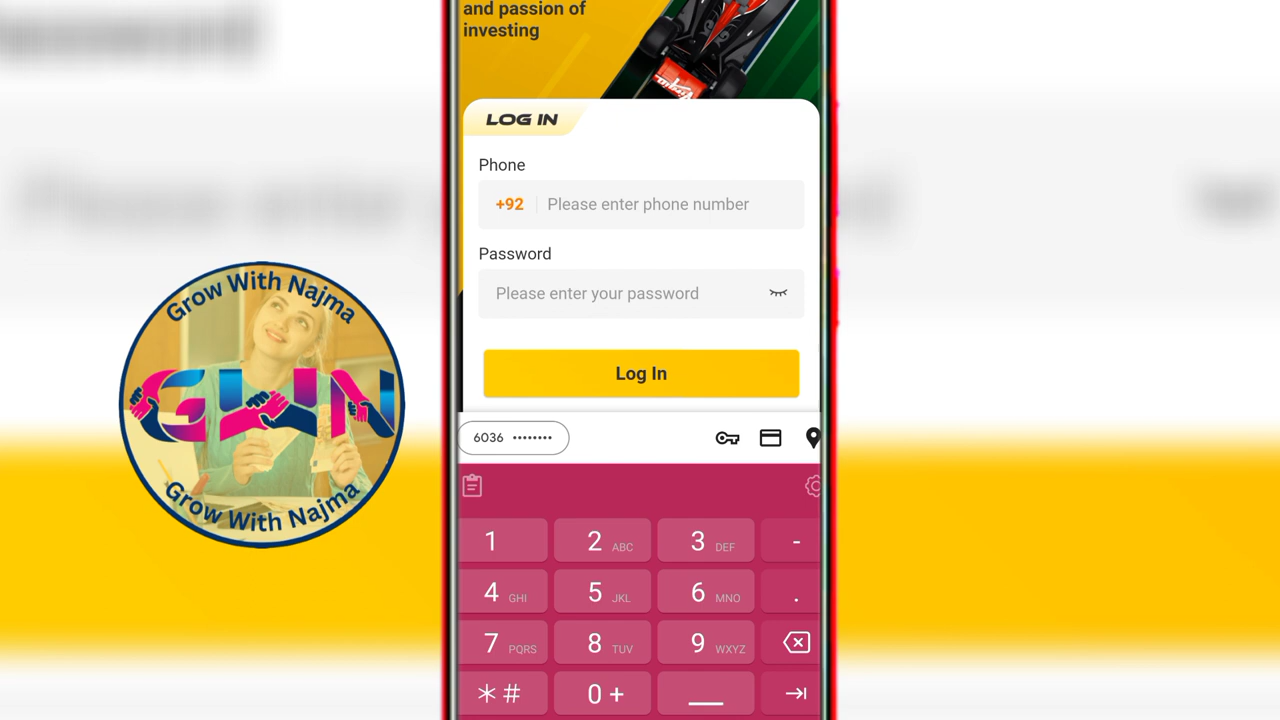 and passion of
investing
LOG IN
Phone
+92 Please enter phone number
Password
Please enter your password
Log In
6036 ••••••••
1
2 ABC
3 DEF
-
4 GHI
5 JKL
6 MNO
.
7 PQRS
8 TUV
9 WXYZ
* #
0 +
Grow With Najma
GWN
Grow With Najma